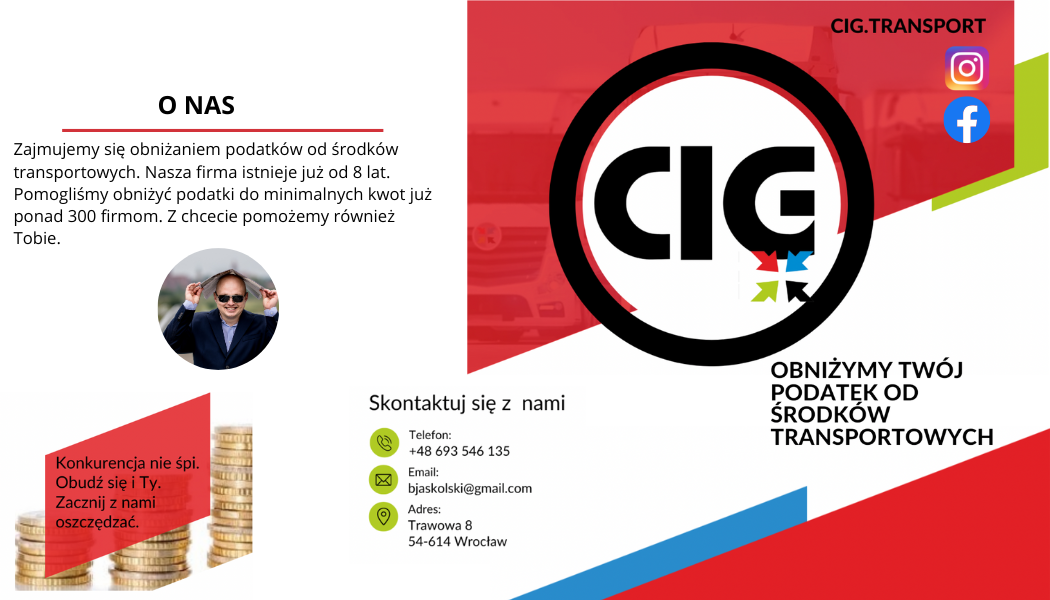 O NAS
Zajmujemy się obniżaniem podatków od środków
transportowych. Nasza firma istnieje już od 8 lat.
Pomogliśmy obniżyć podatki do minimalnych kwot już
ponad 300 firmom. Z chcecie pomożemy również
Tobie.
Konkurencja nie śpi.
Obudź się i Ty.
Zacznij z nami
oszczędzać.
Skontaktuj się z nami
Telefon:
+48 693 546 135
Email:
bjaskolski@gmail.com
Adres:
Trawowa 8
54-614 Wrocław
CIG.TRANSPORT
CIG
OBNIŻYMY TWÓJ
PODATEK OD
ŚRODKÓW
TRANSPORTOWYCH